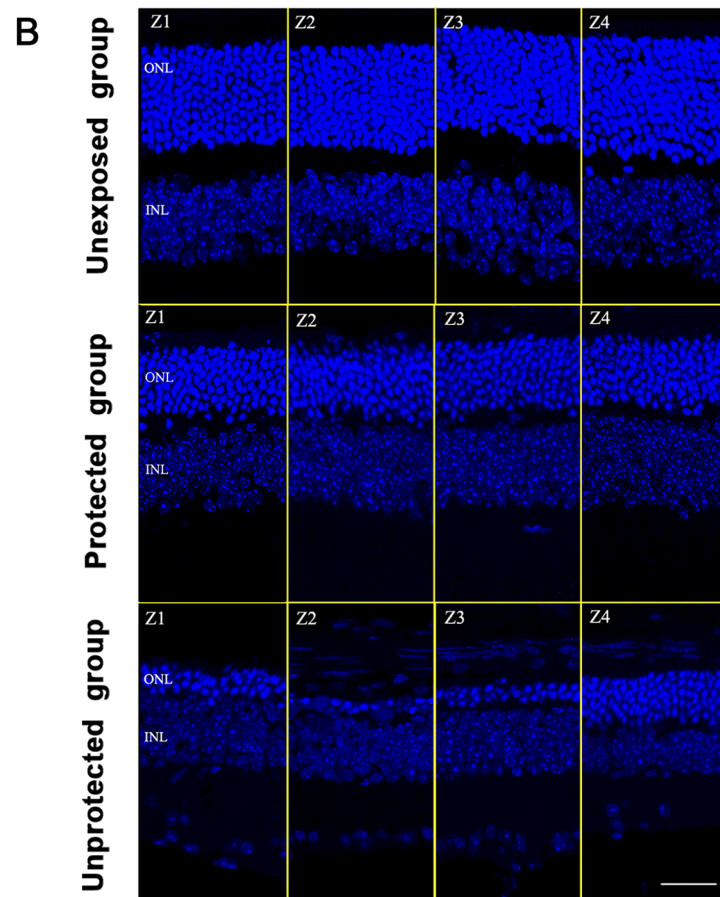 B
Unexposed group
Z1 Z2 Z3 Z4
ONL
INL
Protected group
Z1 Z2 Z3 Z4
ONL
INL
Unprotected group
Z1 Z2 Z3 Z4
ONL
INL